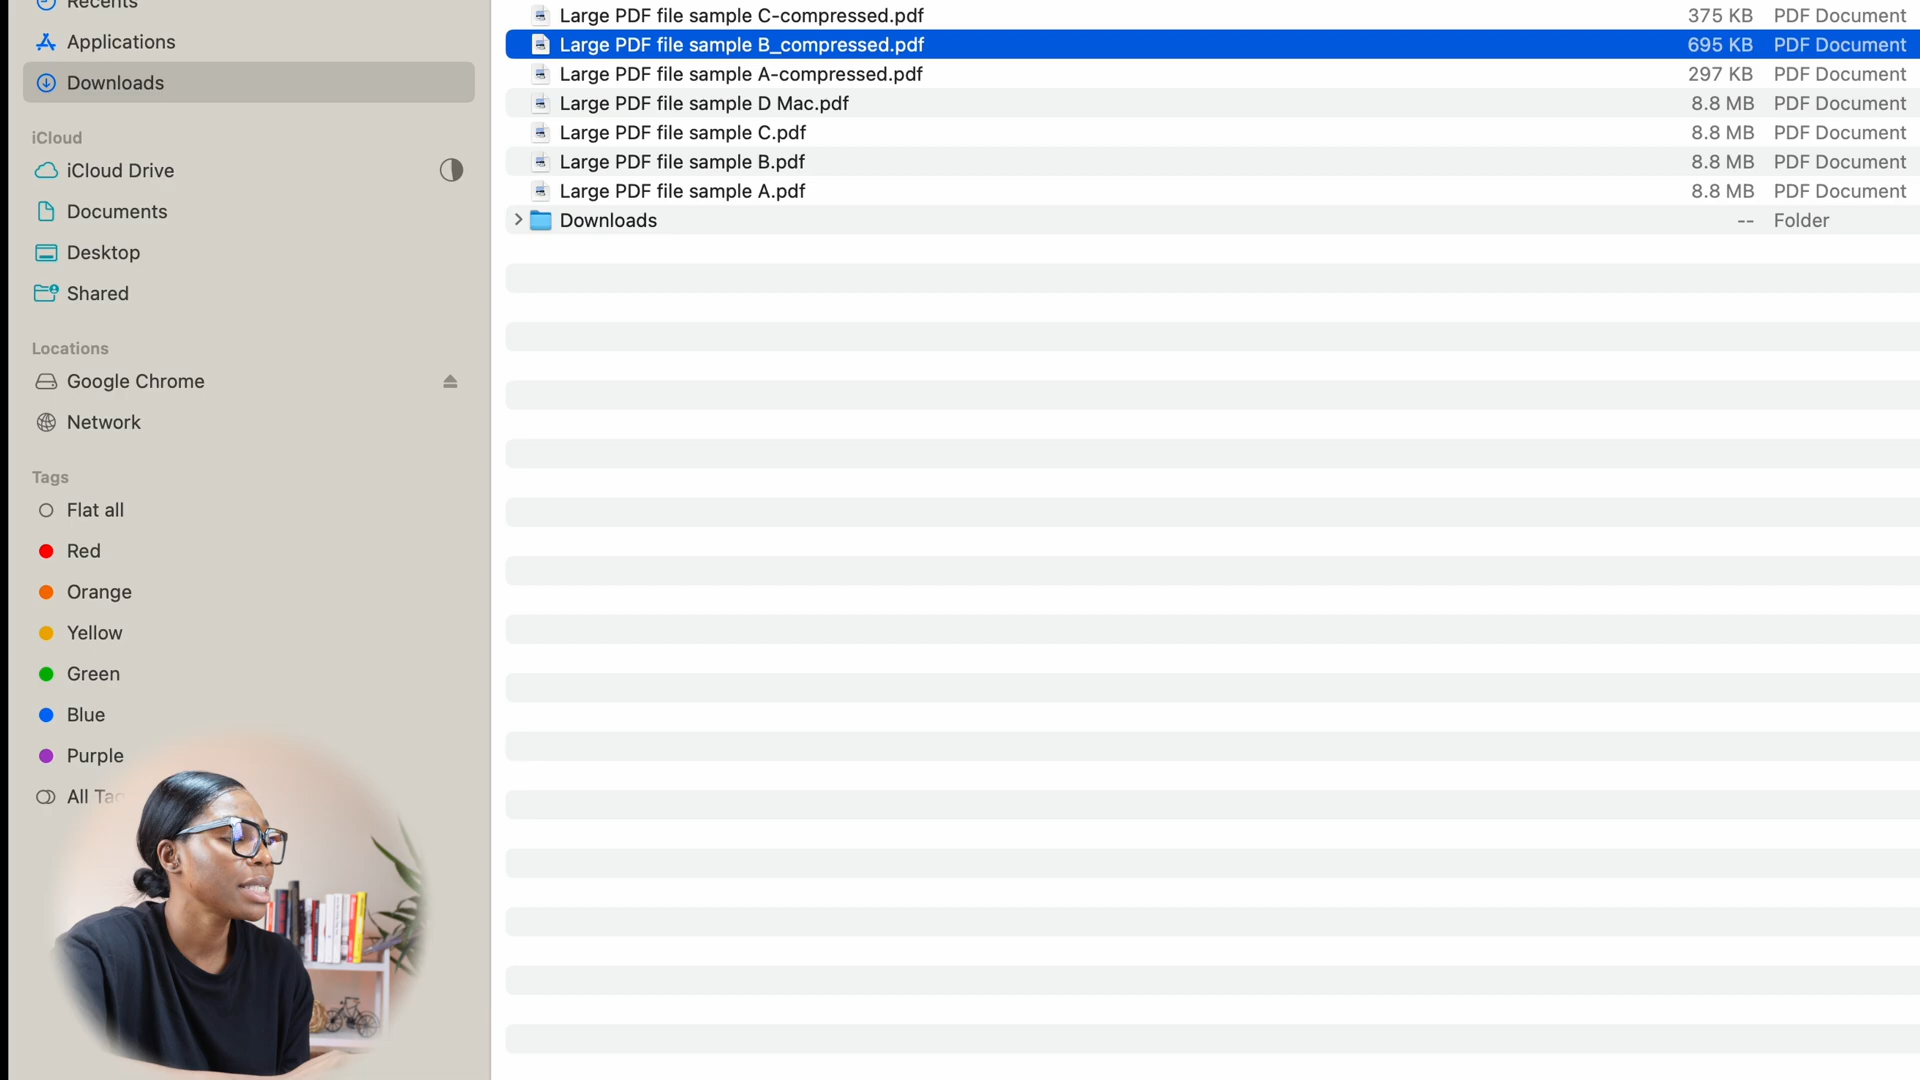 Recents
Applications
Downloads
iCloud
iCloud Drive
Documents
Desktop
Shared
Locations
Google Chrome
Network
Tags
Flat all
Red
Orange
Yellow
Green
Blue
Purple
All Tag
Large PDF file sample C-compressed.pdf 375 KB PDF Document
Large PDF file sample B_compressed.pdf 695 KB PDF Document
Large PDF file sample A-compressed.pdf 297 KB PDF Document
Large PDF file sample D Mac.pdf 8.8 MB PDF Document
Large PDF file sample C.pdf 8.8 MB PDF Document
Large PDF file sample B.pdf 8.8 MB PDF Document
Large PDF file sample A.pdf 8.8 MB PDF Document
Downloads -- Folder